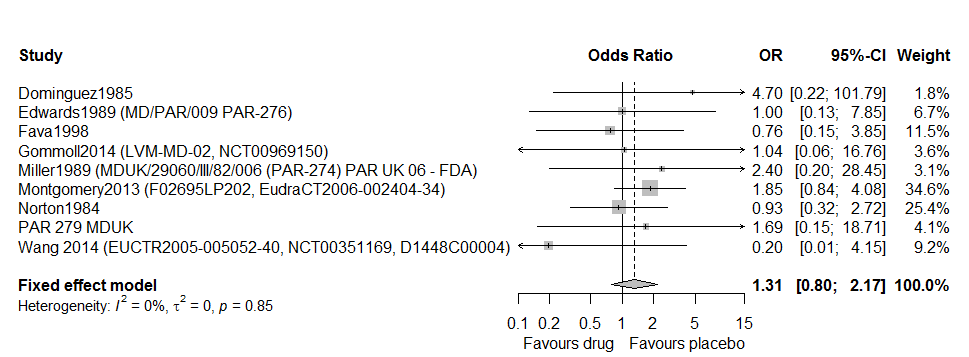 Study Odds Ratio OR 95%-CI Weight
Dominguez1985 4.70 [0.22; 101.79] 1.8%
Edwards1989 (MD/PAR/009 PAR-276) 1.00 [0.13; 7.85] 6.7%
Fava1998 0.76 [0.15; 3.85] 11.5%
Gommoll2014 (LVM-MD-02, NCT00969150) 1.04 [0.06; 16.76] 3.6%
Miller1989 (MDUK/29060/III/82/006 (PAR-274) PAR UK 06 - FDA) 2.40 [0.20; 28.45] 3.1%
Montgomery2013 (F02695LP202, EudraCT2006-002404-34) 1.85 [0.84; 4.08] 34.6%
Norton1984 0.93 [0.32; 2.72] 25.4%
PAR 279 MDUK 1.69 [0.15; 18.71] 4.1%
Wang 2014 (EUCTR2005-005052-40, NCT00351169, D1448C00004) 0.20 [0.01; 4.15] 9.2%
Fixed effect model 1.31 [0.80; 2.17] 100.0%
Heterogeneity: I² = 0%, τ² = 0, p = 0.85
0.1 0.2 0.5 1 2 5 15
Favours drug Favours placebo